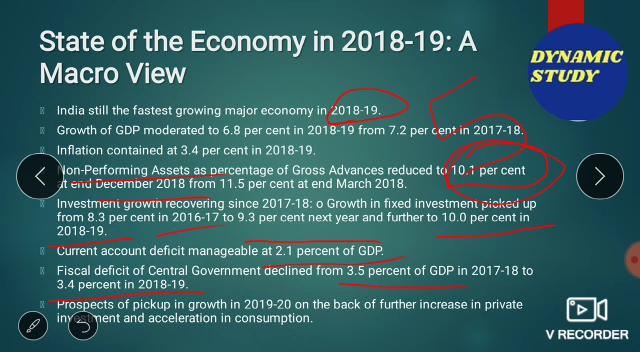 State of the Economy in 2018-19: A
Macro View
DYNAMIC
STUDY
India still the fastest growing major economy in 2018-19.
Growth of GDP moderated to 6.8 per cent in 2018-19 from 7.2 per cent in 2017-18.
Inflation contained at 3.4 per cent in 2018-19.
Non-Performing Assets as percentage of Gross Advances reduced to 10.1 per cent
at end December 2018 from 11.5 per cent at end March 2018.
Investment growth recovering since 2017-18: o Growth in fixed investment picked up
from 8.3 per cent in 2016-17 to 9.3 per cent next year and further to 10.0 per cent in
2018-19.
Current account deficit manageable at 2.1 percent of GDP.
Fiscal deficit of Central Government declined from 3.5 percent of GDP in 2017-18 to
3.4 percent in 2018-19.
Prospects of pickup in growth in 2019-20 on the back of further increase in private
investment and acceleration in consumption.
V RECORDER